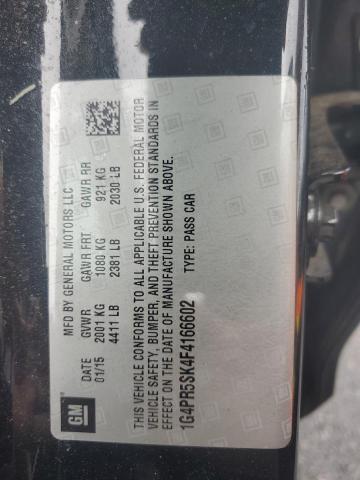 MFD BY GENERAL MOTORS LLC
01/15 GVWR GAWR FRT GAWR RR
2001 KG 1080 KG 921 KG
4411 LB 2381 LB 2030 LB
THIS VEHICLE CONFORMS TO ALL APPLICABLE U.S. FEDERAL MOTOR
VEHICLE SAFETY, BUMPER, AND THEFT PREVENTION STANDARDS IN
EFFECT ON THE DATE OF MANUFACTURE SHOWN ABOVE.
1G4PR5SK4F4166602 TYPE: PASS CAR
GM